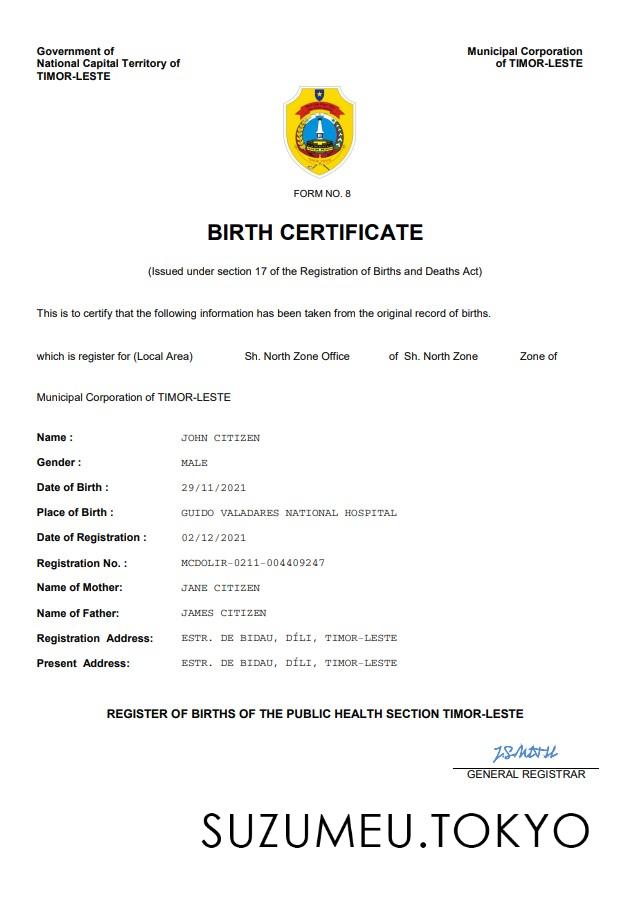 Government of
National Capital Territory of
TIMOR-LESTE
Municipal Corporation
of TIMOR-LESTE
FORM NO. 8
BIRTH CERTIFICATE
(Issued under section 17 of the Registration of Births and Deaths Act)
This is to certify that the following information has been taken from the original record of births.
which is register for (Local Area) Sh. North Zone Office of Sh. North Zone Zone of
Municipal Corporation of TIMOR-LESTE
Name : JOHN CITIZEN
Gender : MALE
Date of Birth : 29/11/2021
Place of Birth : GUIDO VALADARES NATIONAL HOSPITAL
Date of Registration : 02/12/2021
Registration No. : MCDOLIR-0211-004409247
Name of Mother: JANE CITIZEN
Name of Father: JAMES CITIZEN
Registration Address: ESTR. DE BIDAU, DÍLI, TIMOR-LESTE
Present Address: ESTR. DE BIDAU, DÍLI, TIMOR-LESTE
REGISTER OF BIRTHS OF THE PUBLIC HEALTH SECTION TIMOR-LESTE
GENERAL REGISTRAR
SUZUMEU.TOKYO